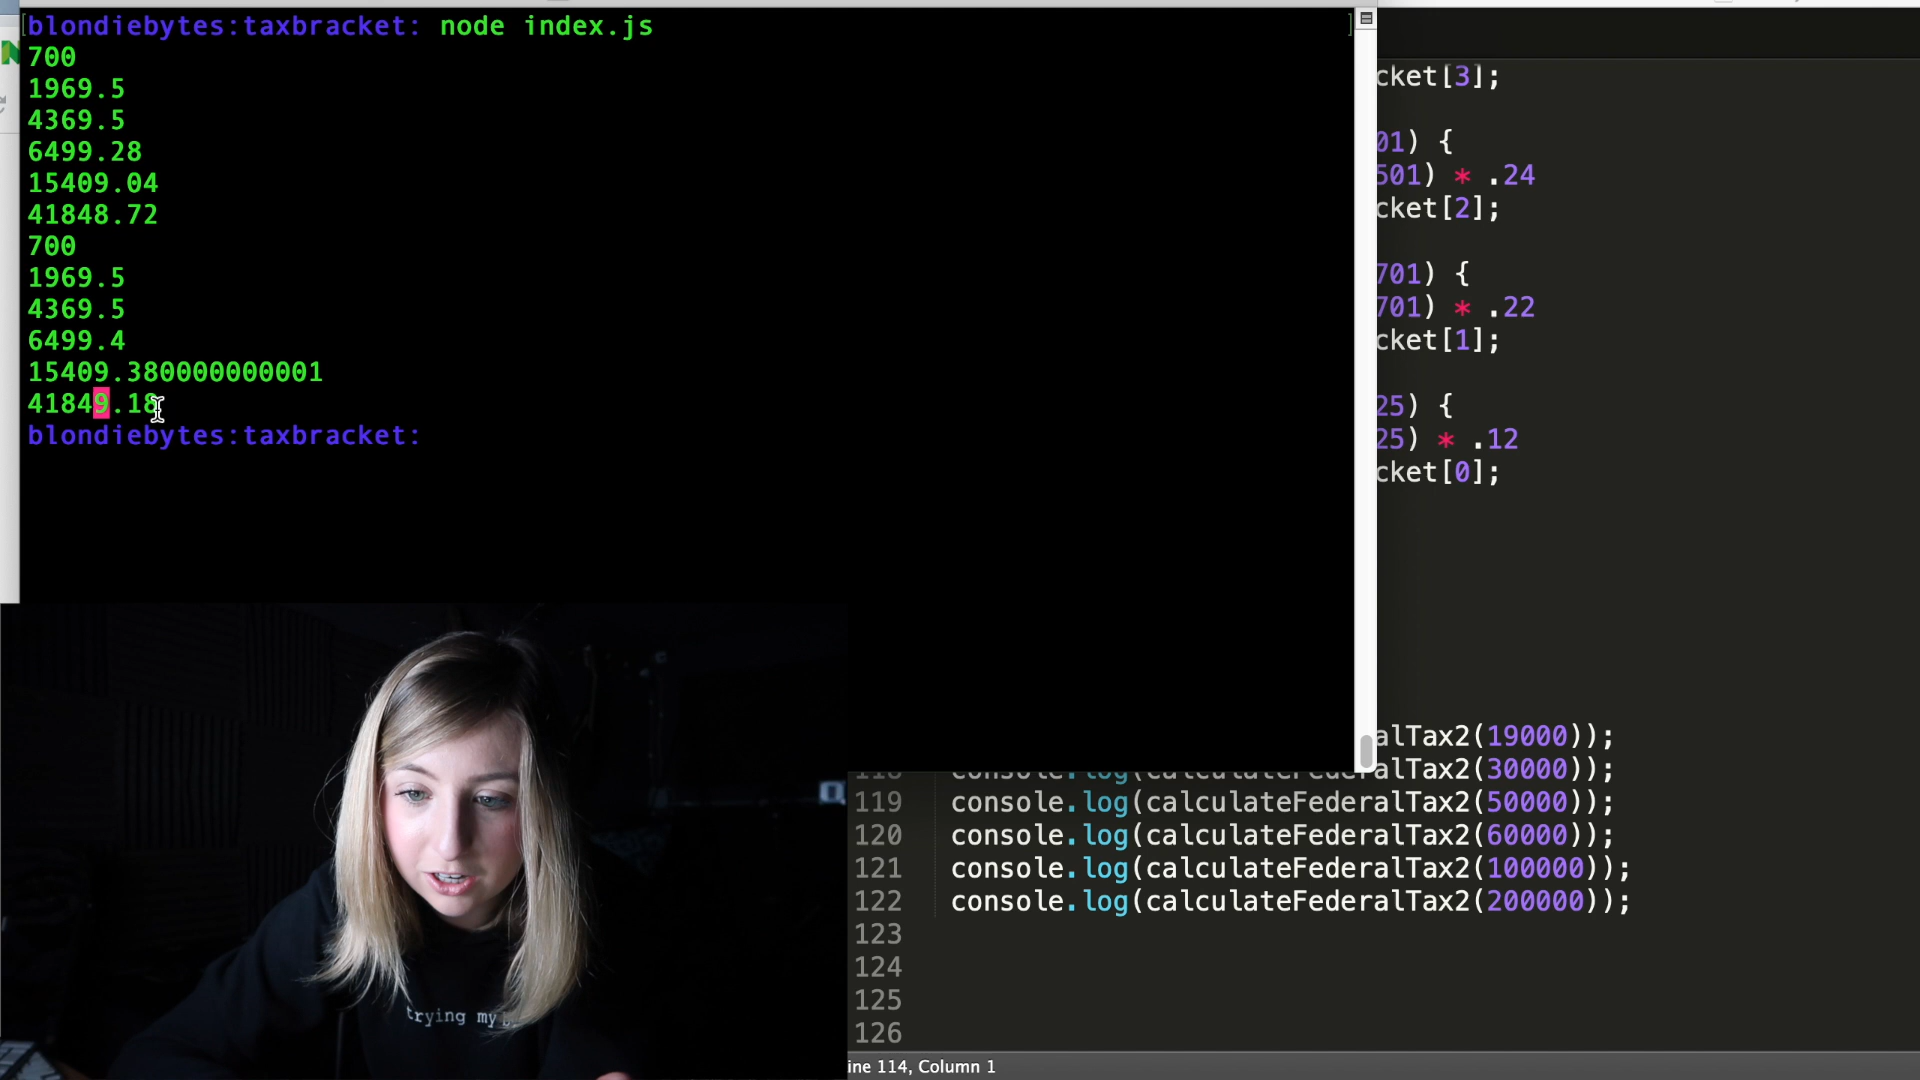 blondiebytes:taxbracket: node index.js
700
1969.5
4369.5
6499.28
15409.04
41848.72
700
1969.5
4369.5
6499.4
15409.380000000001
41849.18
blondiebytes:taxbracket:
cket[3];
01) {
501) * .24
cket[2];
701) {
701) * .22
cket[1];
25) {
25) * .12
cket[0];
alTax2(19000));
118 console.log(calculateFederalTax2(30000));
119 console.log(calculateFederalTax2(50000));
120 console.log(calculateFederalTax2(60000));
121 console.log(calculateFederalTax2(100000));
122 console.log(calculateFederalTax2(200000));
123
124
125
126
ine 114, Column 1
trying my